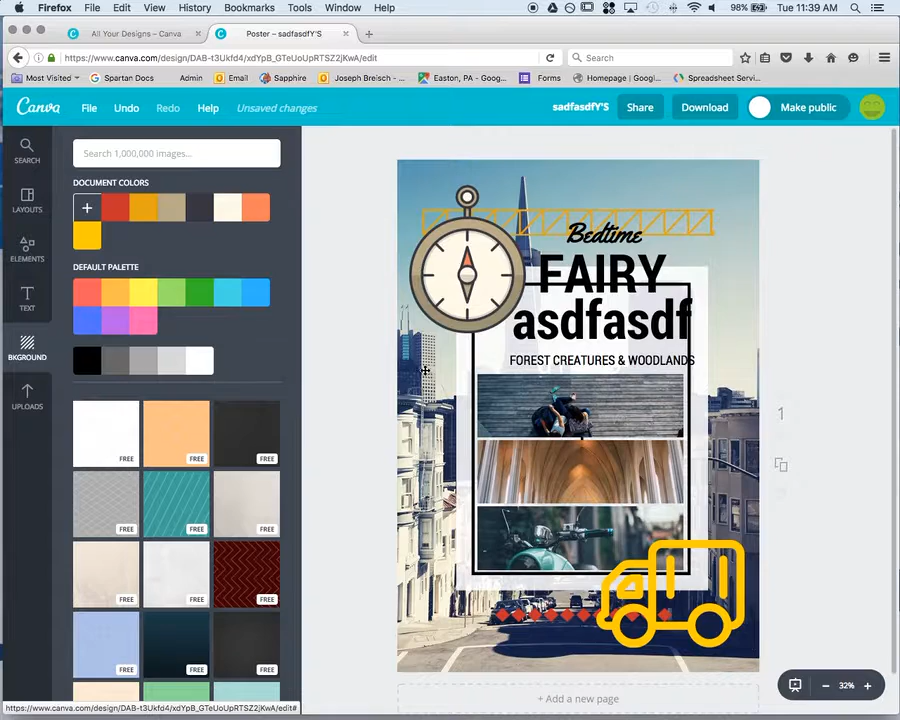 Firefox File Edit View History Bookmarks Tools Window Help 98% Tue 11:39 AM
All Your Designs – Canva × Poster – sadfasdfY'S × +
https://www.canva.com/design/DAB-t3Ukfd4/xdYpB_GTeUoUpRTSZ2jKuw/edit Search
Most Visited Spartan Docs Admin Email Sapphire Joseph Breisch - ... Easton, PA - Goog... Forms Homepage | Googl... Spreadsheet Servi...
Canva File Undo Redo Help Unsaved changes sadfasdfY'S Share Download Make public
SEARCH
LAYOUTS
ELEMENTS
TEXT
BKGROUND
UPLOADS
Search 1,000,000 images...
DOCUMENT COLORS
+
DEFAULT PALETTE
FREE FREE FREE
FREE FREE FREE
FREE FREE FREE
FREE FREE FREE
Bedtime
FAIRY
asdfasdf
FOREST CREATURES & WOODLANDS
1
+ Add a new page
− 32% +
https://www.canva.com/design/DAB-t3Ukfd4/xdYpB_GTeUoUpRTSZ2jKuw/edit#